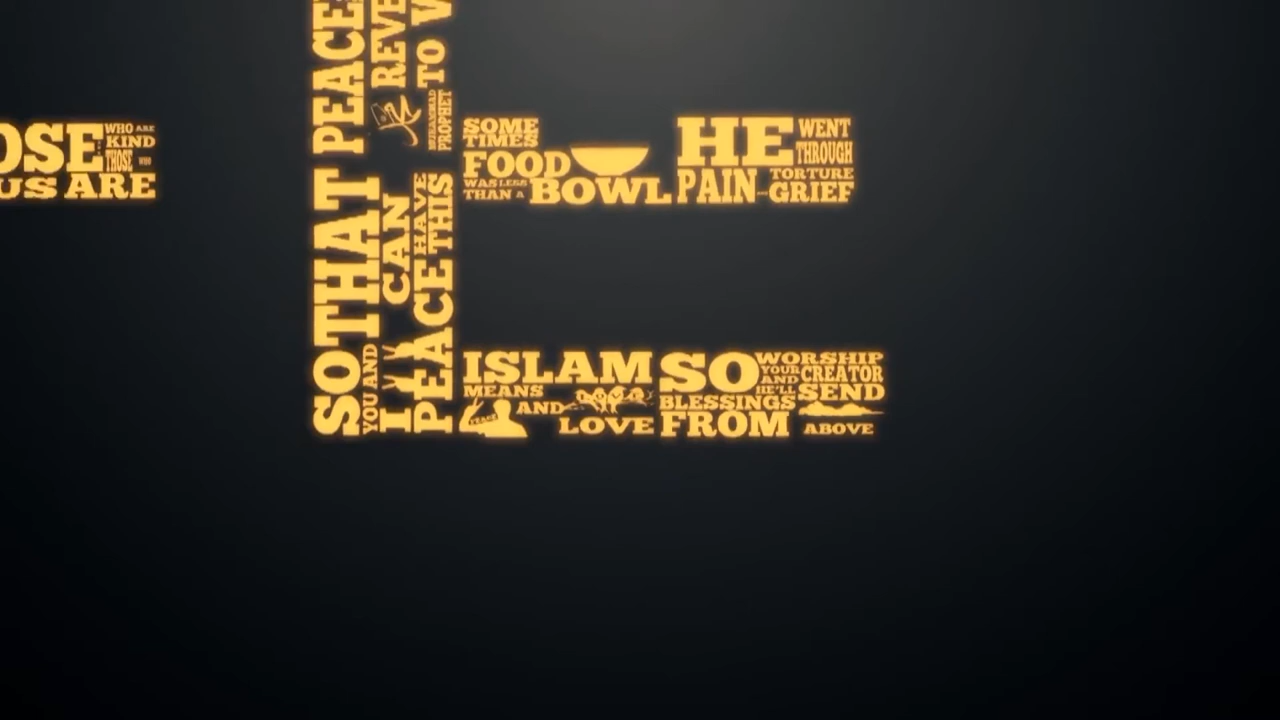 OSE WHO ARE
KIND
THOSE WHO
US ARE
SO THAT PEACE
YOU AND
I CAN REVE
PEACE HAVE THIS
MUHAMMAD
PROPHET
TO
SOME
TIMES
FOOD
WAS LESS
THAN A BOWL
HE WENT
THROUGH
PAIN TORTURE
GRIEF
ISLAM
MEANS
PEACE
AND
LOVE
SO WORSHIP
YOUR CREATOR
AND HE'LL SEND
BLESSINGS
FROM ABOVE